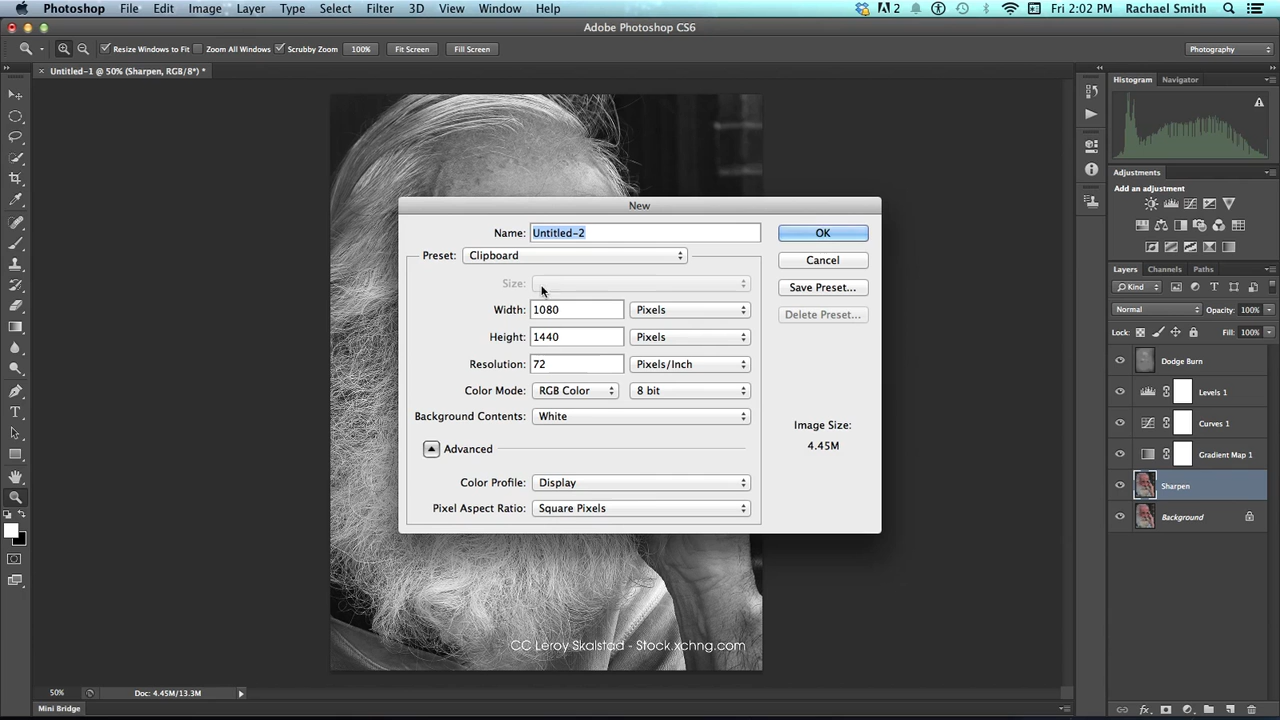 Photoshop File Edit Image Layer Type Select Filter 3D View Window Help 2 Fri 2:02 PM Rachael Smith
Adobe Photoshop CS6
Resize Windows to Fit Zoom All Windows Scrubby Zoom 100% Fit Screen Fill Screen Photography
Untitled-1 @ 50% (Sharpen, RGB/8*) *
New
Name: Untitled-2
Preset: Clipboard
Size:
Width: 1080 Pixels
Height: 1440 Pixels
Resolution: 72 Pixels/Inch
Color Mode: RGB Color 8 bit
Background Contents: White
Advanced
Color Profile: Display
Pixel Aspect Ratio: Square Pixels
OK
Cancel
Save Preset...
Delete Preset...
Image Size:
4.45M
Histogram Navigator
Adjustments
Add an adjustment
Layers Channels Paths
Kind
Normal Opacity: 100%
Lock: Fill: 100%
Dodge Burn
Levels 1
Curves 1
Gradient Map 1
Sharpen
Background
CC Leroy Skalstad - Stock.xchng.com
50% Doc: 4.45M/13.3M
Mini Bridge